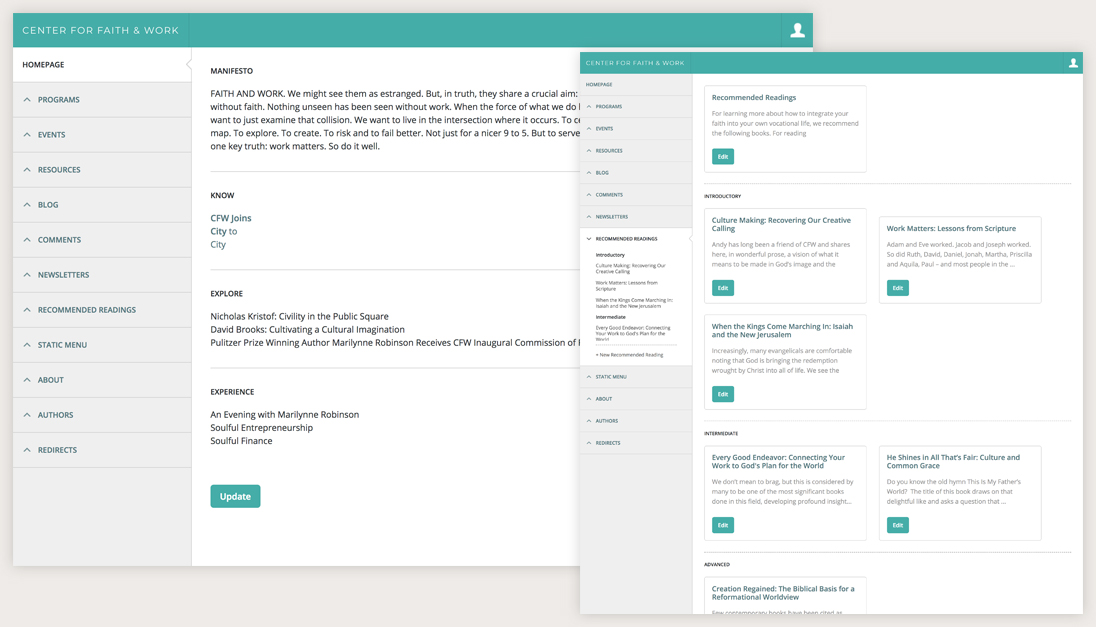 CENTER FOR FAITH & WORK
HOMEPAGE
PROGRAMS
EVENTS
RESOURCES
BLOG
COMMENTS
NEWSLETTERS
RECOMMENDED READINGS
STATIC MENU
ABOUT
AUTHORS
REDIRECTS
MANIFESTO
FAITH AND WORK. We might see them as estranged. But, in truth, they share a crucial aim:
without faith. Nothing unseen has been seen without work. When the force of what we do
want to just examine that collision. We want to live in the intersection where it occurs. To
map. To explore. To create. To risk and to fail better. Not just for a nicer 9 to 5. But to serve
one key truth: work matters. So do it well.
KNOW
CFW Joins
City to
City
EXPLORE
Nicholas Kristof: Civility in the Public Square
David Brooks: Cultivating a Cultural Imagination
Pulitzer Prize Winning Author Marilynne Robinson Receives CFW Inaugural Commission of
EXPERIENCE
An Evening with Marilynne Robinson
Soulful Entrepreneurship
Soulful Finance
Update
CENTER FOR FAITH & WORK
HOMEPAGE
PROGRAMS
EVENTS
RESOURCES
BLOG
COMMENTS
NEWSLETTERS
RECOMMENDED READINGS
Introductory
Culture Making: Recovering Our
Creative Calling
Work Matters: Lessons from
Scripture
When the Kings Come Marching In:
Isaiah and the New Jerusalem
Intermediate
Every Good Endeavor: Connecting
Your Work to God's Plan for the
World
+ New Recommended Reading
STATIC MENU
ABOUT
AUTHORS
REDIRECTS
Recommended Readings
For learning more about how to integrate your
faith into your own vocational life, we recommend
the following books. For reading
Edit
INTRODUCTORY
Culture Making: Recovering Our Creative
Calling
Andy has long been a friend of CFW and shares
here, in wonderful prose, a vision of what it
means to be made in God's image and the
Edit
Work Matters: Lessons from Scripture
Adam and Eve worked. Jacob and Joseph worked.
So did Ruth, David, Daniel, Jonah, Martha, Priscilla
and Aquila, Paul – and most people in the ...
Edit
When the Kings Come Marching In: Isaiah
and the New Jerusalem
Increasingly, many evangelicals are comfortable
noting that God is bringing the redemption
wrought by Christ into all of life. We see the
Edit
INTERMEDIATE
Every Good Endeavor: Connecting Your
Work to God's Plan for the World
We don't mean to brag, but this is considered by
many to be one of the most significant books
done in this field, developing profound insight...
Edit
He Shines in All That's Fair: Culture and
Common Grace
Do you know the old hymn This Is My Father's
World? The title of this book draws on that
delightful like and asks a question that ...
Edit
ADVANCED
Creation Regained: The Biblical Basis for a
Reformational Worldview
Few contemporary books have been cited as